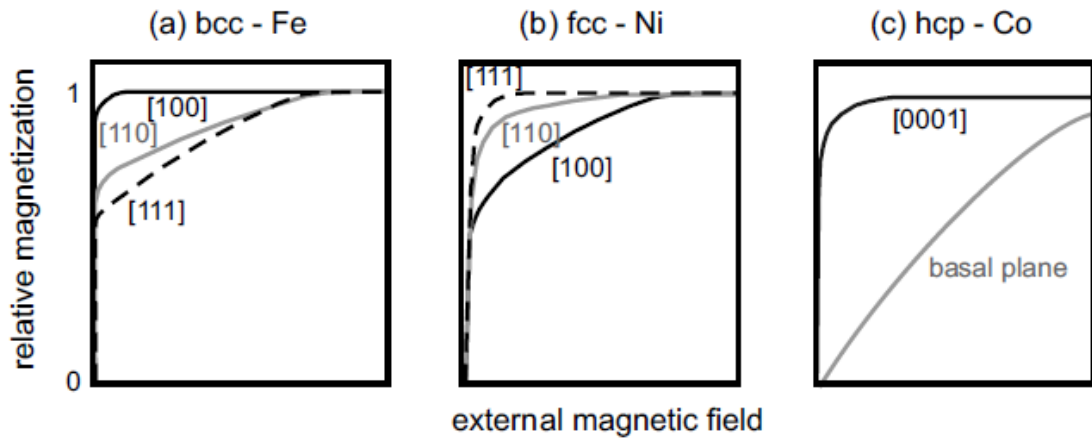 (a) bcc - Fe
(b) fcc - Ni
(c) hcp - Co
relative magnetization
1
0
[100]
[110]
[111]
[111]
[110]
[100]
[0001]
basal plane
external magnetic field